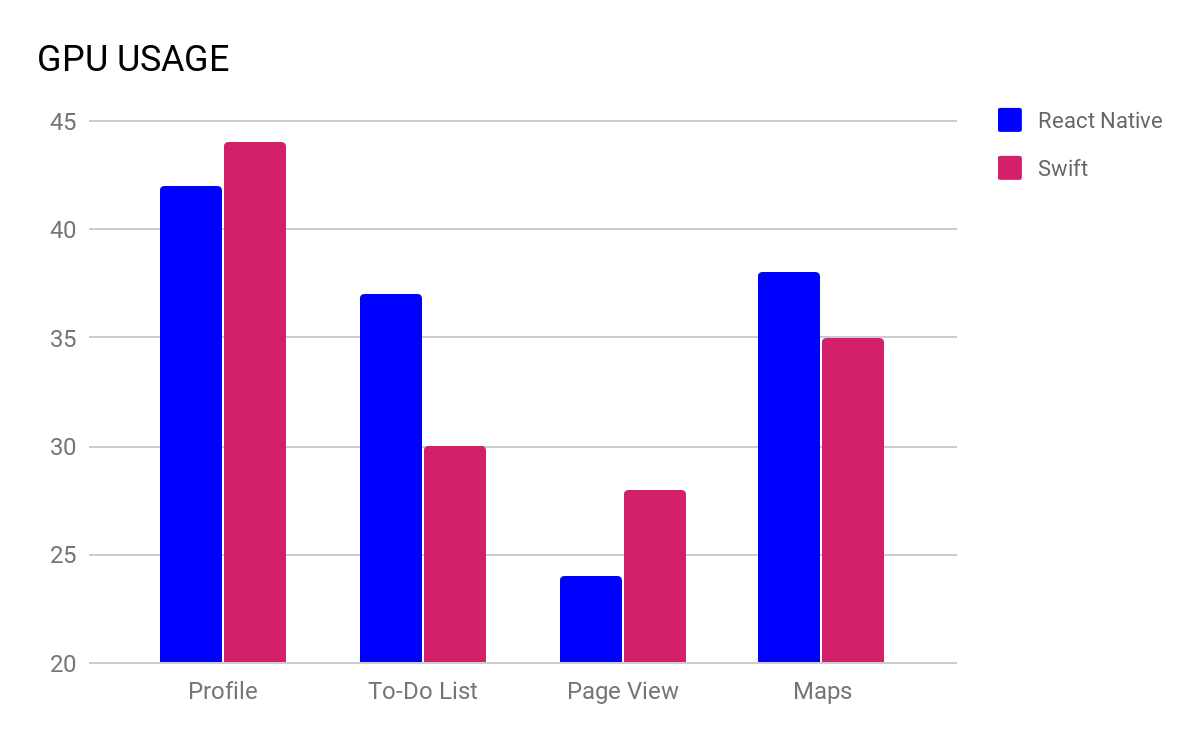 GPU USAGE
45
40
35
30
25
20
Profile
To-Do List
Page View
Maps
React Native
Swift